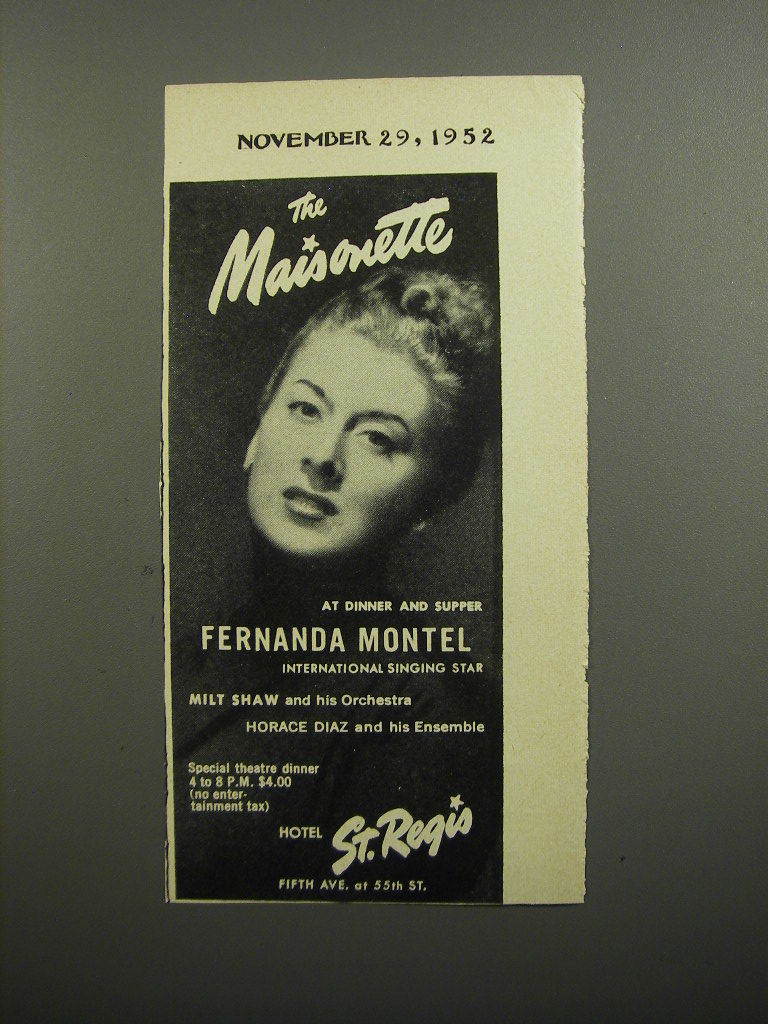 NOVEMBER 29, 1952
The
Maisonette
AT DINNER AND SUPPER
FERNANDA MONTEL
INTERNATIONAL SINGING STAR
MILT SHAW and his Orchestra
HORACE DIAZ and his Ensemble
Special theatre dinner
4 to 8 P.M. $4.00
(no enter-
tainment tax)
HOTEL St. Regis
FIFTH AVE. at 55th ST.